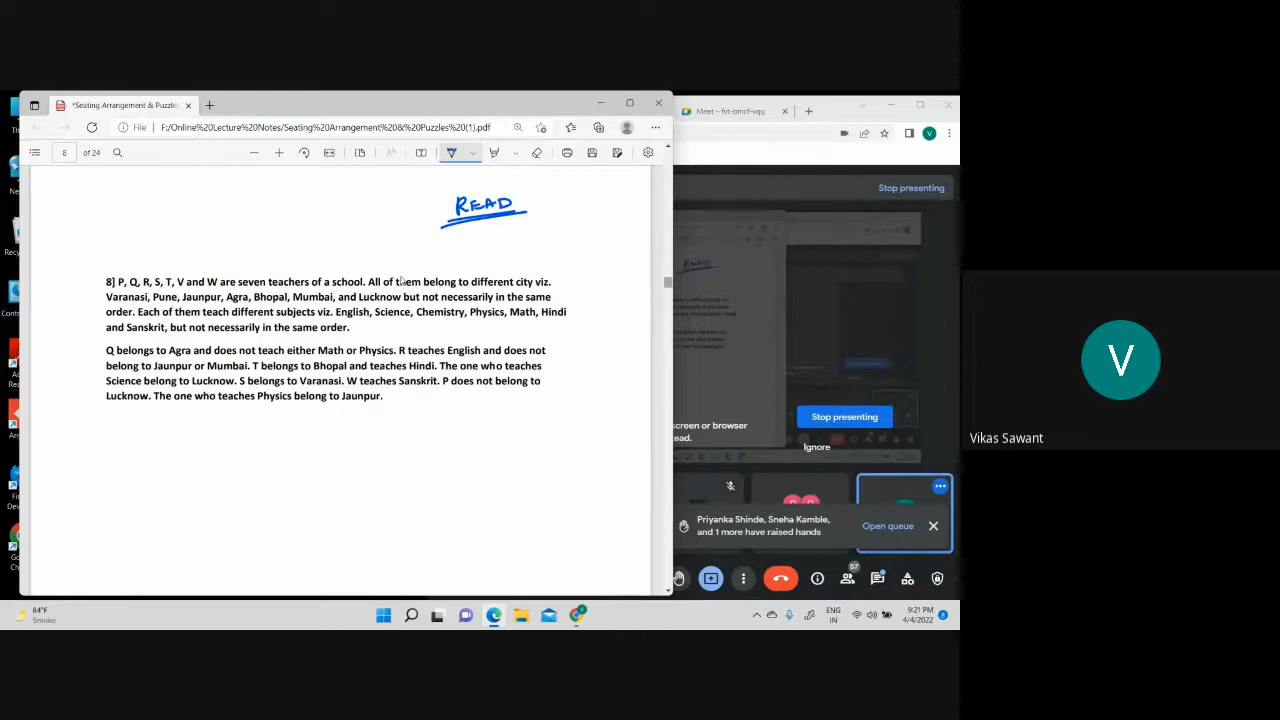 *Seating Arrangement & Puzzles
Meet – fvt-bmcf-vqq
File
F:/Online%20Lecture%20Notes/Seating%20Arrangement%20&%20Puzzles%20(1).pdf
V
8 of 24
Stop presenting
READ
8] P, Q, R, S, T, V and W are seven teachers of a school. All of them belong to different city viz.
Varanasi, Pune, Jaunpur, Agra, Bhopal, Mumbai, and Lucknow but not necessarily in the same
order. Each of them teach different subjects viz. English, Science, Chemistry, Physics, Math, Hindi
and Sanskrit, but not necessarily in the same order.
Q belongs to Agra and does not teach either Math or Physics. R teaches English and does not
belong to Jaunpur or Mumbai. T belongs to Bhopal and teaches Hindi. The one who teaches
Science belong to Lucknow. S belongs to Varanasi. W teaches Sanskrit. P does not belong to
Lucknow. The one who teaches Physics belong to Jaunpur.
Stop presenting
screen or browser
Ignore
Priyanka Shinde, Sneha Kamble,
and 1 more have raised hands
Open queue
57
V
Vikas Sawant
84°F
Smoke
ENG
IN
9:21 PM
4/4/2022
8